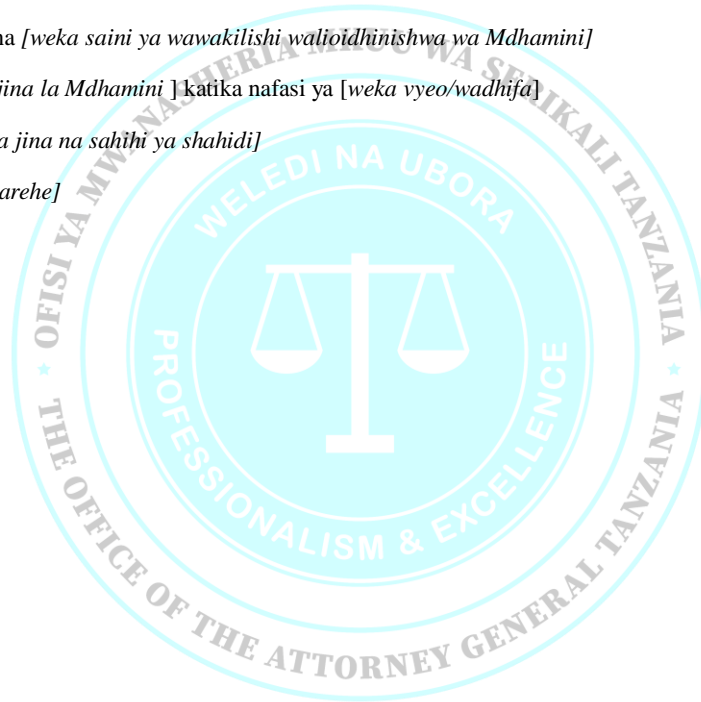 na [weka saini ya wawakilishi walioidhinishwa wa Mdhamini]
jina la Mdhamini ] katika nafasi ya [weka vyeo/wadhifa]
a jina na sahihi ya shahidi]
arehe]
OFISI YA MWANASHERIA MKUU WA SERIKALI TANZANIA
WELEDI NA UBORA
PROFESSIONALISM & EXCELLENCE
THE OFFICE OF THE ATTORNEY GENERAL TANZANIA